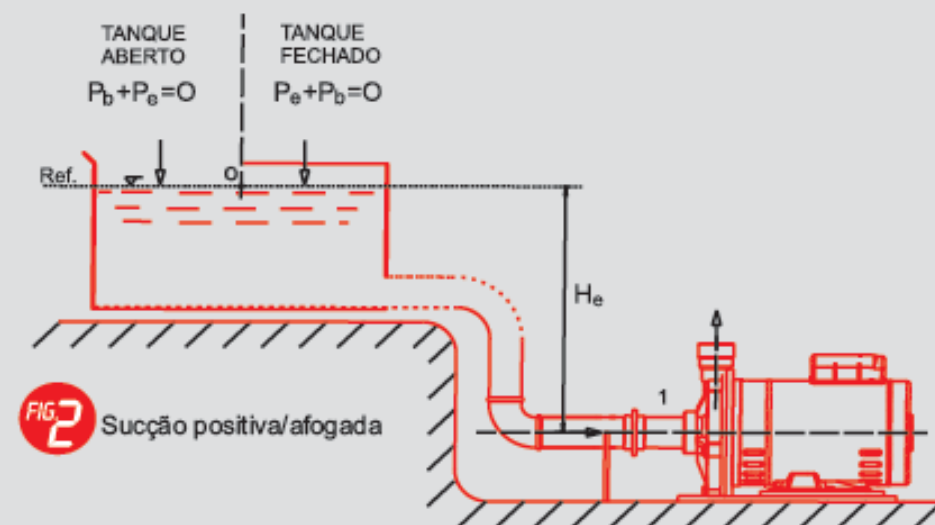 TANQUE
ABERTO
Pb+Pe=O
TANQUE
FECHADO
Pe+Pb=O
Ref.
O
He
1
FIG.2 Sucção positiva/afogada